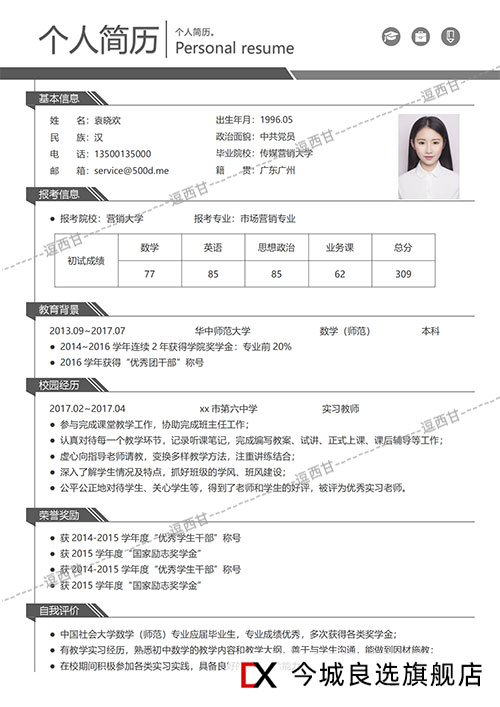 个人简历
个人简历。
Personal resume
基本信息
姓 名：袁晓欢 出生年月：1996.05
民 族：汉 政治面貌：中共党员
电 话：13500135000 毕业院校：传媒营销大学
邮 箱：service@500d.me 籍 贯：广东广州
报考信息
报考院校：营销大学 报考专业：市场营销专业
初试成绩 数学 英语 思想政治 业务课 总分
77 85 85 62 309
教育背景
2013.09~2017.07 华中师范大学 数学（师范） 本科
2014~2016 学年连续 2 年获得学院奖学金：专业前 20%
2016 学年获得“优秀团干部”称号
校园经历
2017.02~2017.04 xx 市第六中学 实习教师
参与完成课堂教学工作，协助完成班主任工作；
认真对待每一个教学环节，记录听课笔记，完成编写教案、试讲、正式上课、课后辅导等工作；
虚心向指导老师请教，变换多样教学方法，注重讲练结合；
深入了解学生情况及特点，抓好班级的学风、班风建设；
公平公正地对待学生、关心学生等，得到了老师和学生的好评，被评为优秀实习老师。
荣誉奖励
获 2014-2015 学年度“优秀学生干部”称号
获 2015 学年度“国家励志奖学金”
获 2014-2015 学年度“优秀学生干部”称号
获 2015 学年度“国家励志奖学金”
自我评价
中国社会大学数学（师范）专业应届毕业生，专业成绩优秀，多次获得各类奖学金；
有教学实习经历，熟悉初中数学的教学内容和教学大纲，善于与学生沟通，能做到因材施教；
在校期间积极参加各类实习实践，具备良好的
逗西甘
逗西甘
逗西甘
逗西甘
逗西甘
逗西甘
CX 今城良选旗舰店